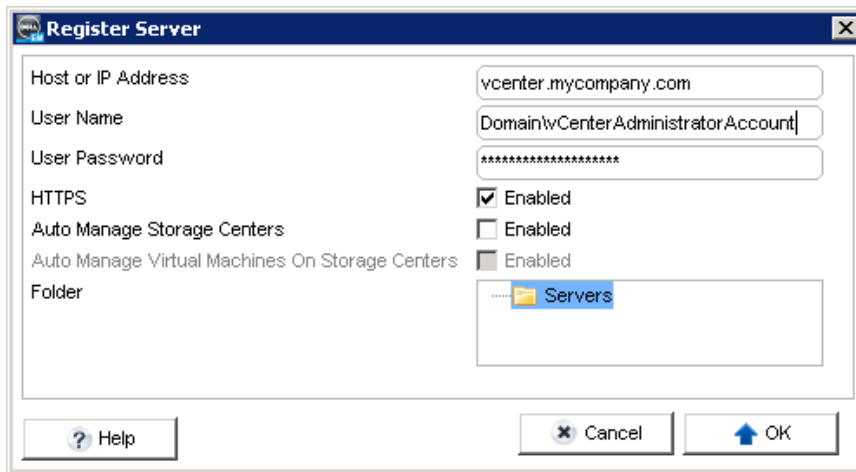 Register Server
Host or IP Address
vcenter.mycompany.com
User Name
Domain\vCenterAdministratorAccount
User Password
********************
HTTPS
Enabled
Auto Manage Storage Centers
Enabled
Auto Manage Virtual Machines On Storage Centers
Enabled
Folder
Servers
? Help
Cancel
OK